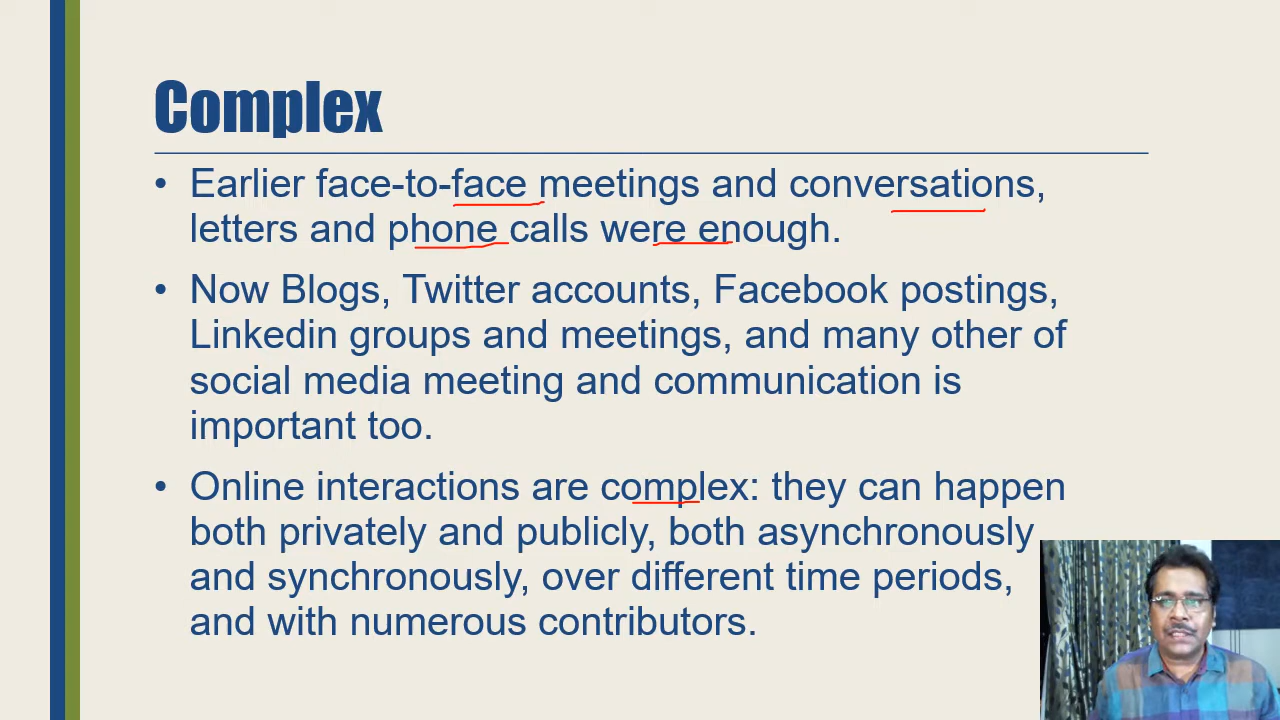 Complex
• Earlier face-to-face meetings and conversations,
letters and phone calls were enough.
• Now Blogs, Twitter accounts, Facebook postings,
Linkedin groups and meetings, and many other of
social media meeting and communication is
important too.
• Online interactions are complex: they can happen
both privately and publicly, both asynchronously
and synchronously, over different time periods,
and with numerous contributors.